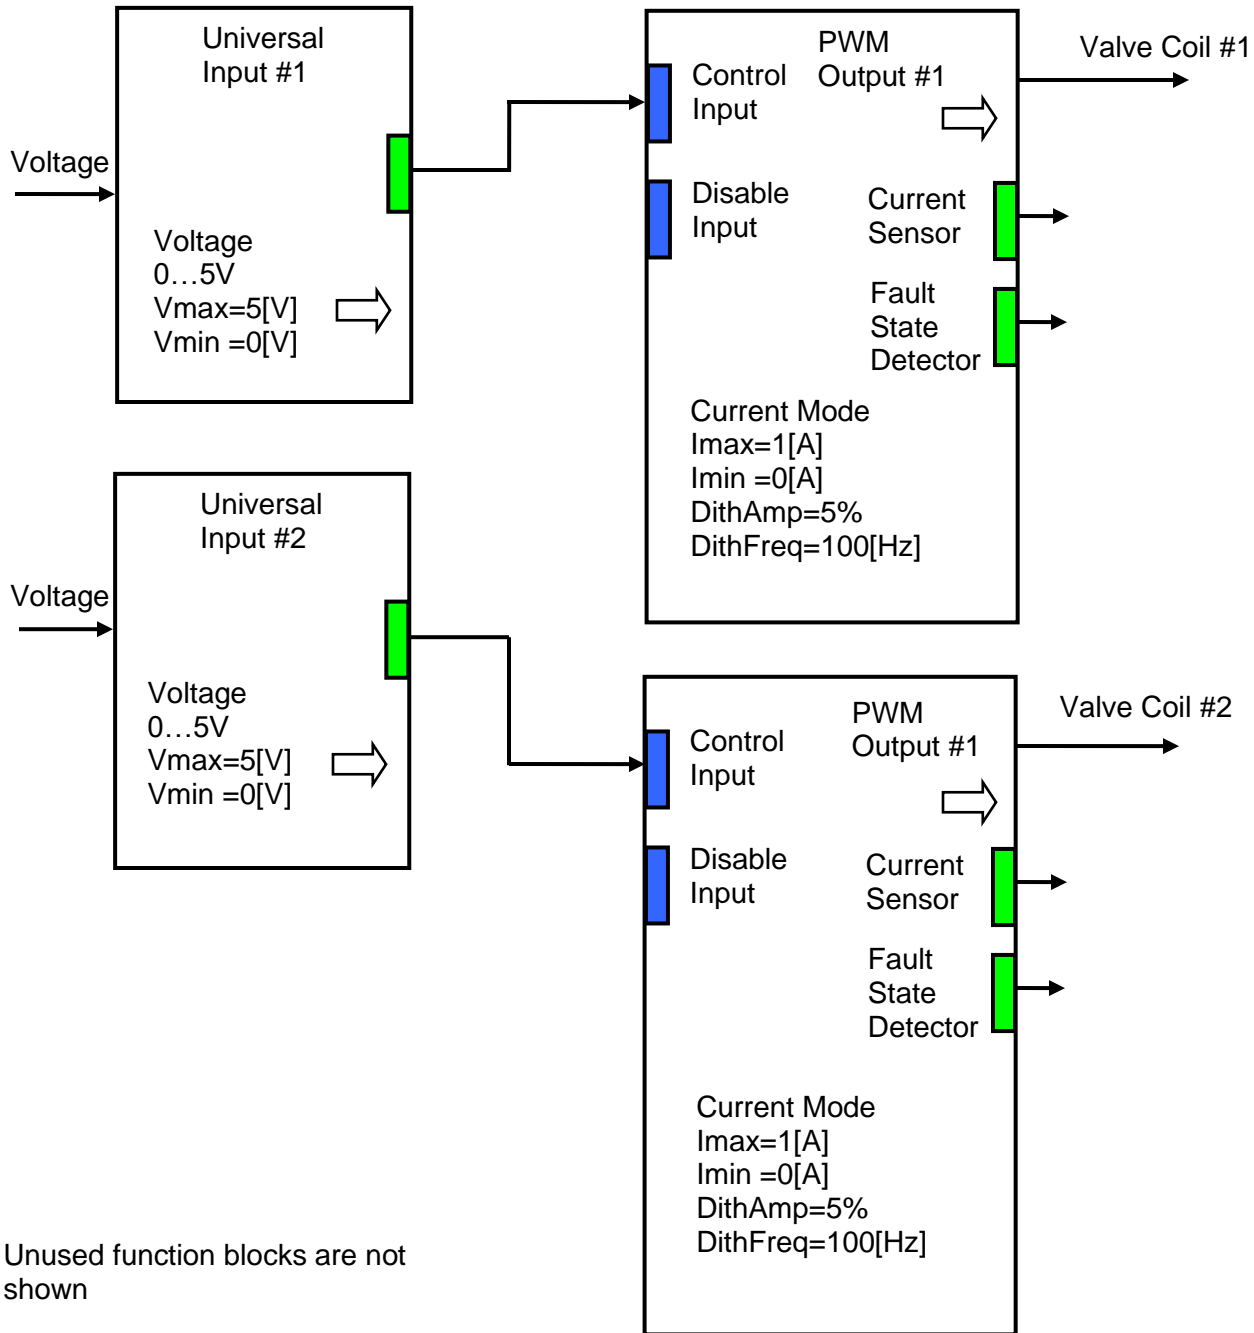 Universal
Input #1
Voltage
Voltage
0…5V
Vmax=5[V]
Vmin =0[V]
PWM
Output #1
Control
Input
Disable
Input
Current
Sensor
Fault
State
Detector
Current Mode
Imax=1[A]
Imin =0[A]
DithAmp=5%
DithFreq=100[Hz]
Valve Coil #1
Universal
Input #2
Voltage
Voltage
0…5V
Vmax=5[V]
Vmin =0[V]
PWM
Output #1
Control
Input
Disable
Input
Current
Sensor
Fault
State
Detector
Current Mode
Imax=1[A]
Imin =0[A]
DithAmp=5%
DithFreq=100[Hz]
Valve Coil #2
Unused function blocks are not
shown